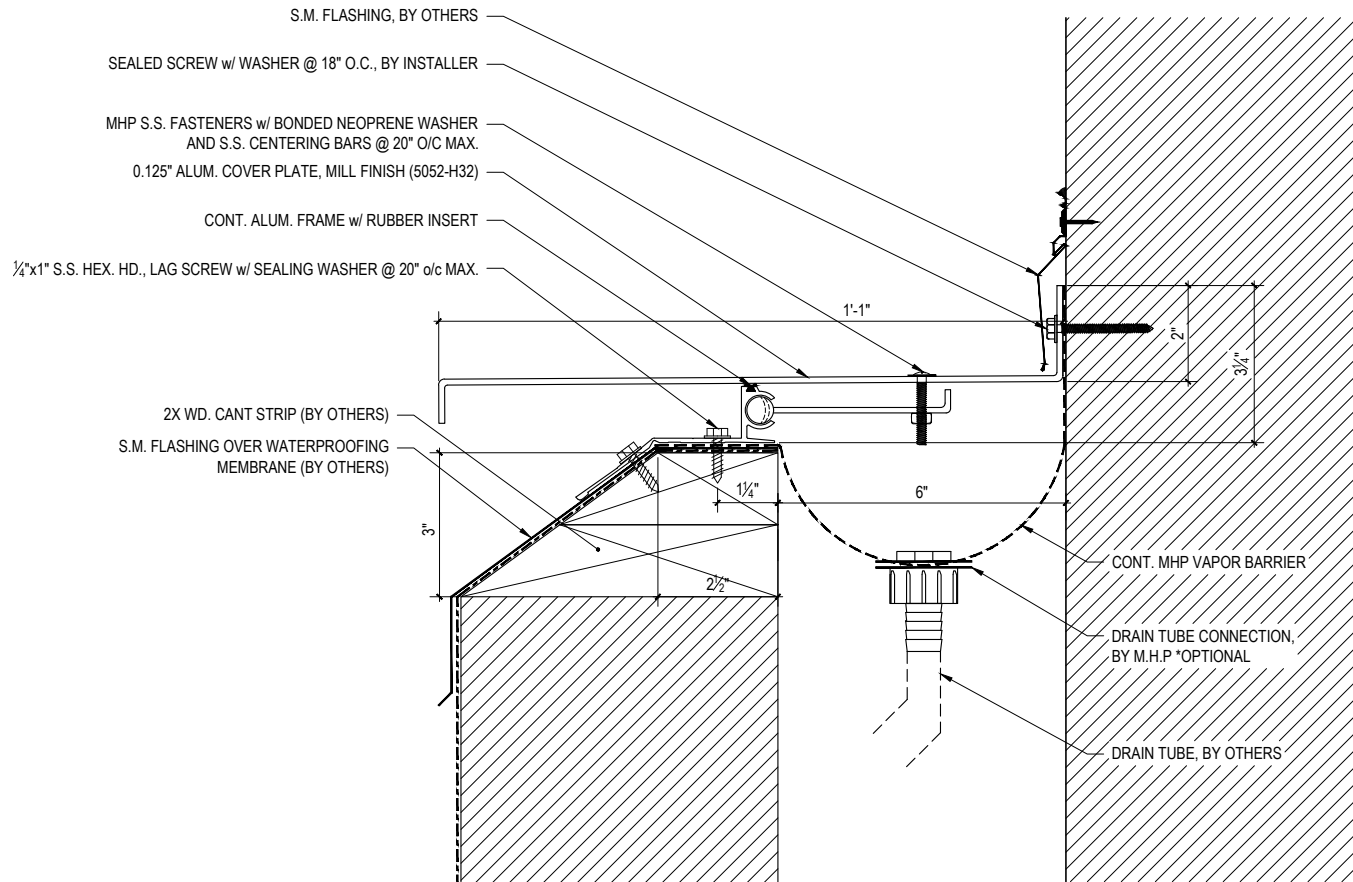 S.M. FLASHING, BY OTHERS
SEALED SCREW w/ WASHER @ 18" O.C., BY INSTALLER
MHP S.S. FASTENERS w/ BONDED NEOPRENE WASHER
AND S.S. CENTERING BARS @ 20" O/C MAX.
0.125" ALUM. COVER PLATE, MILL FINISH (5052-H32)
CONT. ALUM. FRAME w/ RUBBER INSERT
¼"x1" S.S. HEX. HD., LAG SCREW w/ SEALING WASHER @ 20" o/c MAX.
1'-1"
2"
3¼"
2X WD. CANT STRIP (BY OTHERS)
S.M. FLASHING OVER WATERPROOFING
MEMBRANE (BY OTHERS)
1¼"
6"
3"
2½"
CONT. MHP VAPOR BARRIER
DRAIN TUBE CONNECTION,
BY M.H.P *OPTIONAL
DRAIN TUBE, BY OTHERS